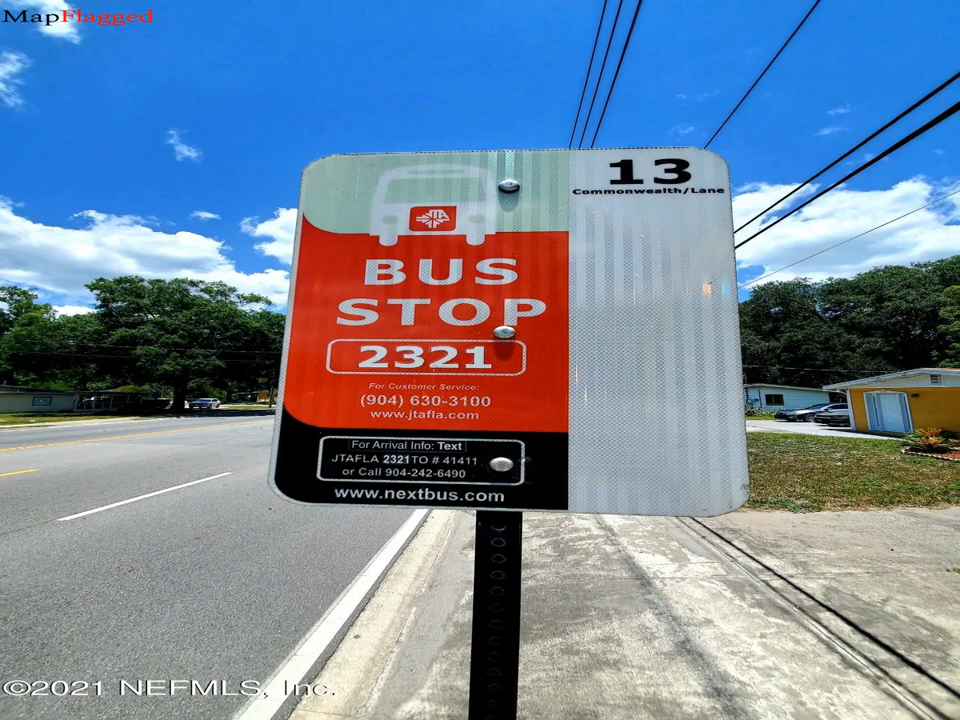 MapFlagged
13
Commonwealth/Lane
JTA
BUS
STOP
2321
For Customer Service:
(904) 630-3100
www.jtafla.com
For Arrival Info: Text
JTAFLA 2321TO # 41411
or Call 904-242-6490
www.nextbus.com
©2021 NEFMLS, Inc.